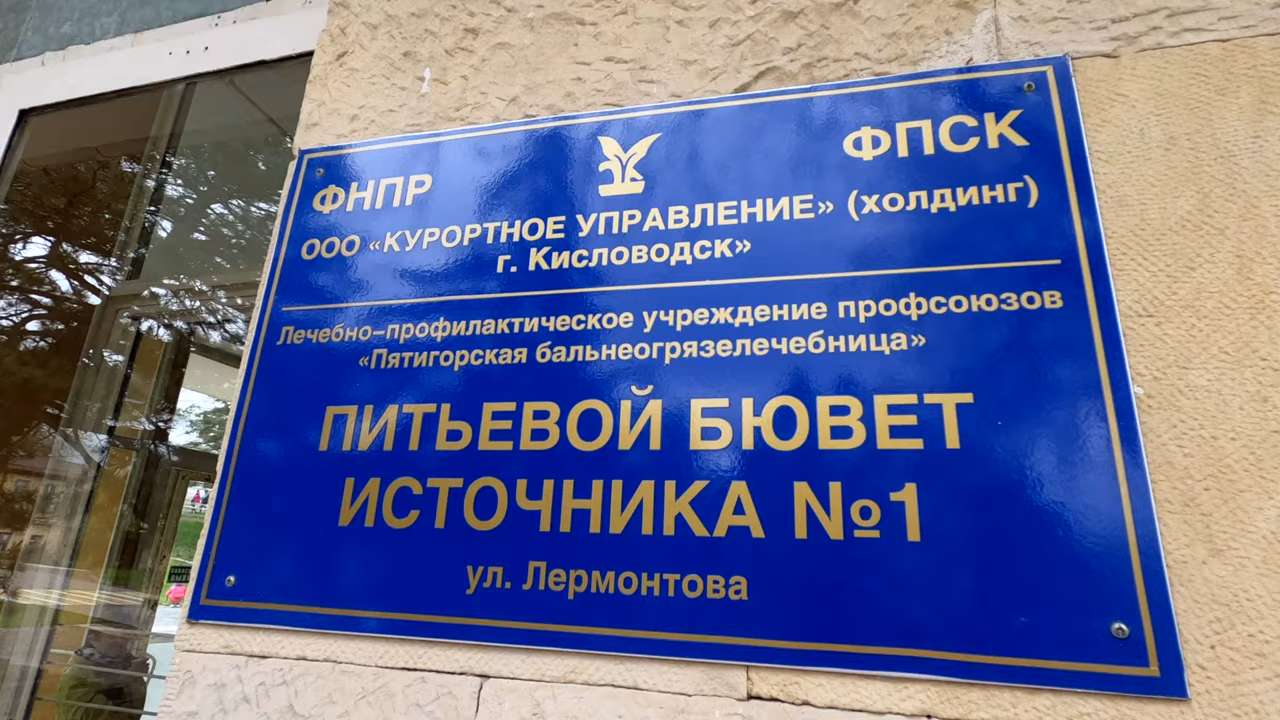 ФНПР
ФПСК
ООО «КУРОРТНОЕ УПРАВЛЕНИЕ» (холдинг)
г. Кисловодск»
Лечебно-профилактическое учреждение профсоюзов
«Пятигорская бальнеогрязелечебница»
ПИТЬЕВОЙ БЮВЕТ
ИСТОЧНИКА №1
ул. Лермонтова